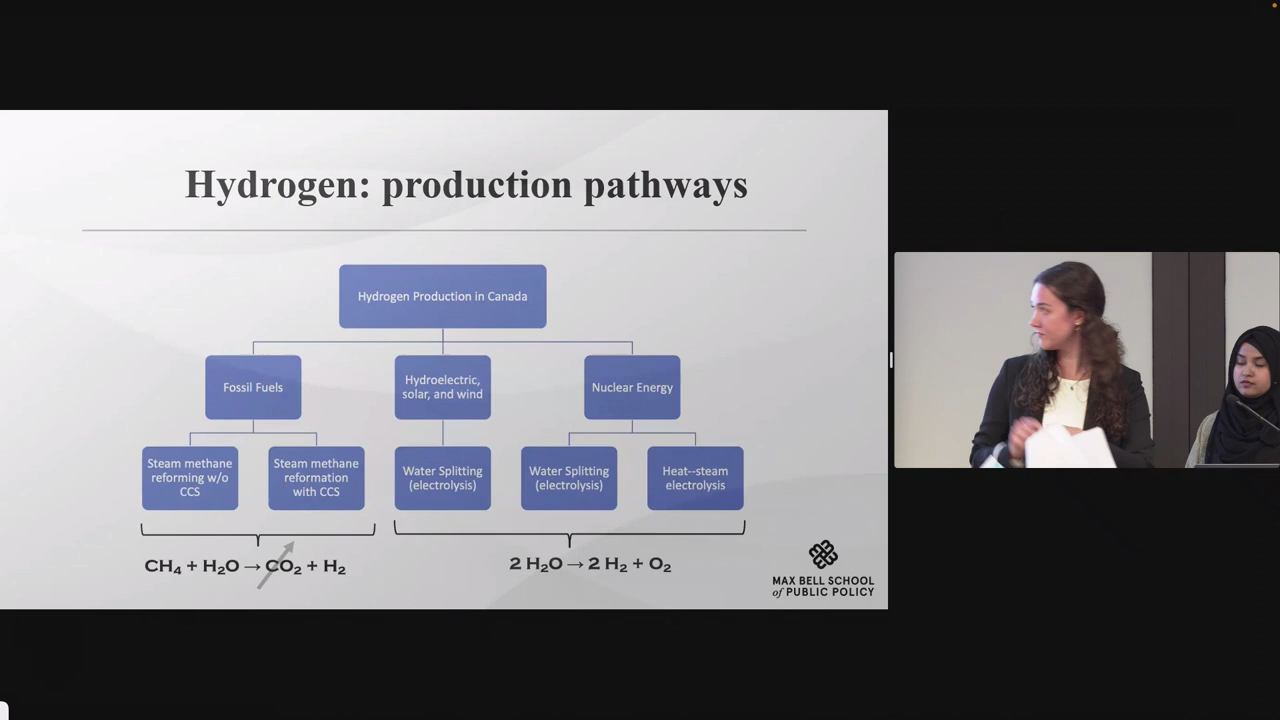 Hydrogen: production pathways
Hydrogen Production in Canada
Fossil Fuels
Hydroelectric,
solar, and wind
Nuclear Energy
Steam methane
reforming w/o
CCS
Steam methane
reformation
with CCS
Water Splitting
(electrolysis)
Water Splitting
(electrolysis)
Heat--steam
electrolysis
CH₄ + H₂O → CO₂ + H₂
2 H₂O → 2 H₂ + O₂
MAX BELL SCHOOL
of PUBLIC POLICY